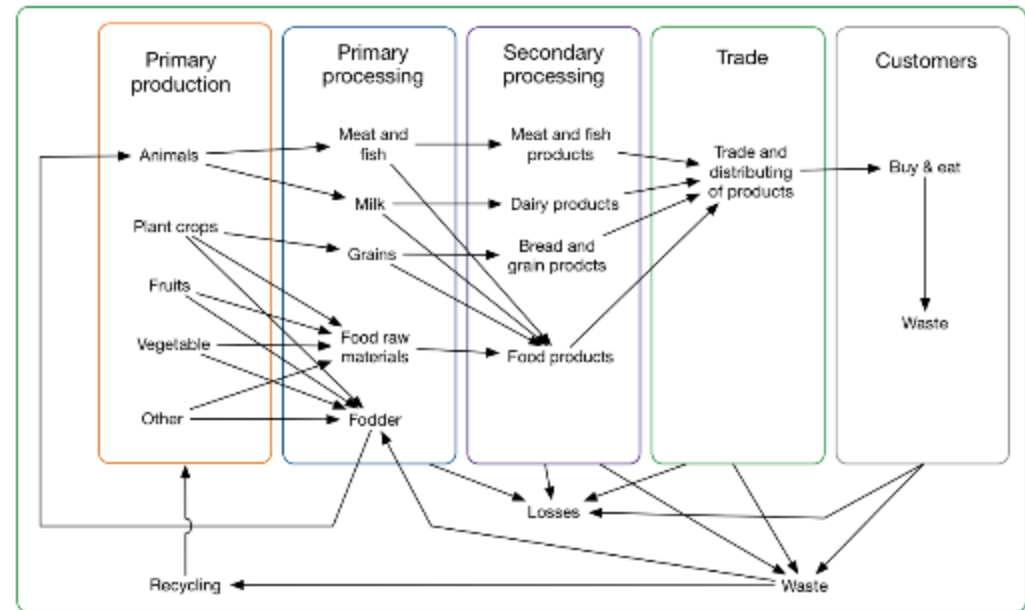 Primary
production
Primary
processing
Secondary
processing
Trade
Customers
Animals
Plant crops
Fruits
Vegetable
Other
Meat and
fish
Milk
Grains
Food raw
materials
Fodder
Meat and fish
products
Dairy products
Bread and
grain prodcts
Food products
Trade and
distributing
of products
Buy & eat
Waste
Losses
Recycling
Waste